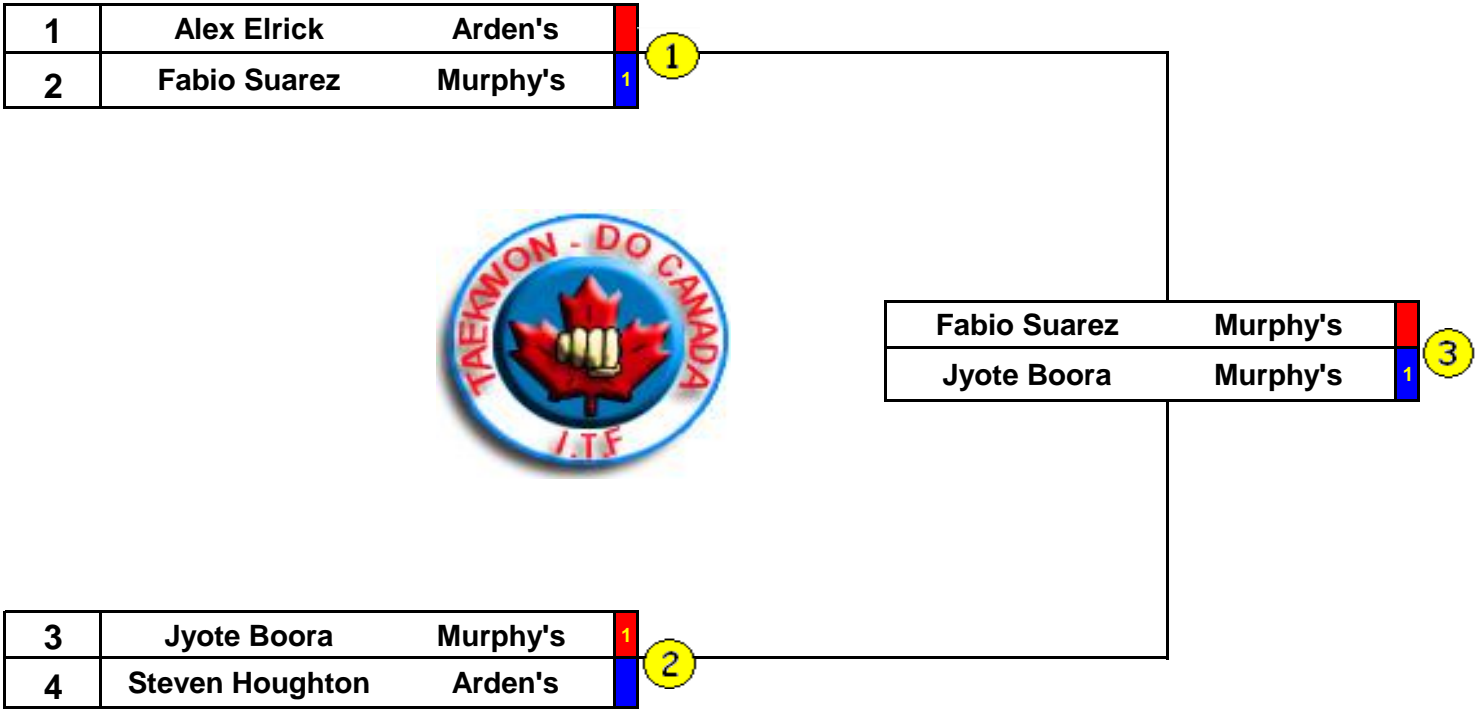 1 Alex Elrick Arden's
1
2 Fabio Suarez Murphy's 1
TAEKWON - DO CANADA
I.T.F
Fabio Suarez Murphy's
3
Jyote Boora Murphy's 1
3 Jyote Boora Murphy's 1
2
4 Steven Houghton Arden's